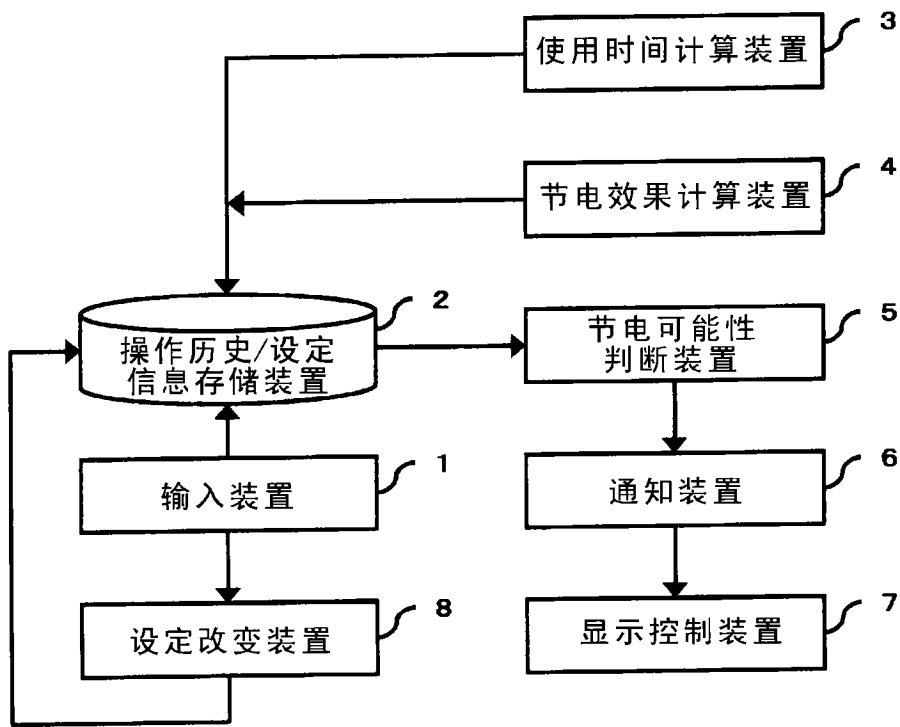 3
使用时间计算装置
4
节电效果计算装置
2
操作历史/设定
信息存储装置
5
节电可能性
判断装置
1
输入装置
6
通知装置
8
设定改变装置
7
显示控制装置